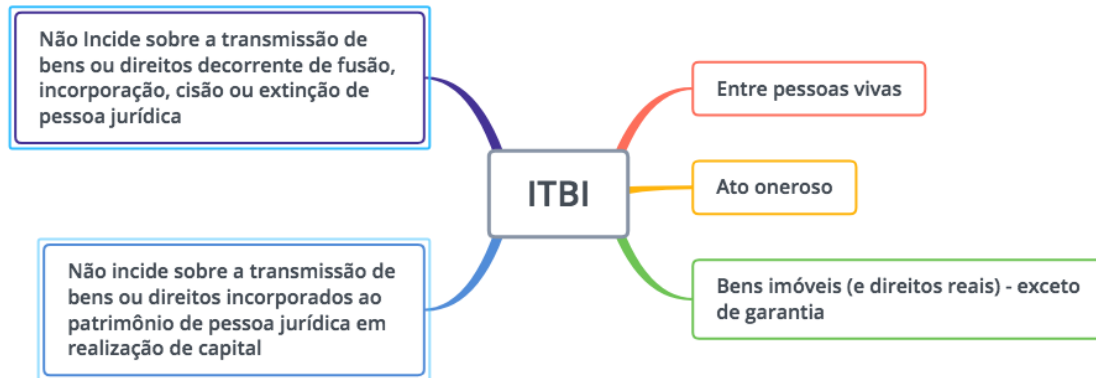 Não Incide sobre a transmissão de
bens ou direitos decorrente de fusão,
incorporação, cisão ou extinção de
pessoa jurídica
Não incide sobre a transmissão de
bens ou direitos incorporados ao
patrimônio de pessoa jurídica em
realização de capital
ITBI
Entre pessoas vivas
Ato oneroso
Bens imóveis (e direitos reais) - exceto
de garantia